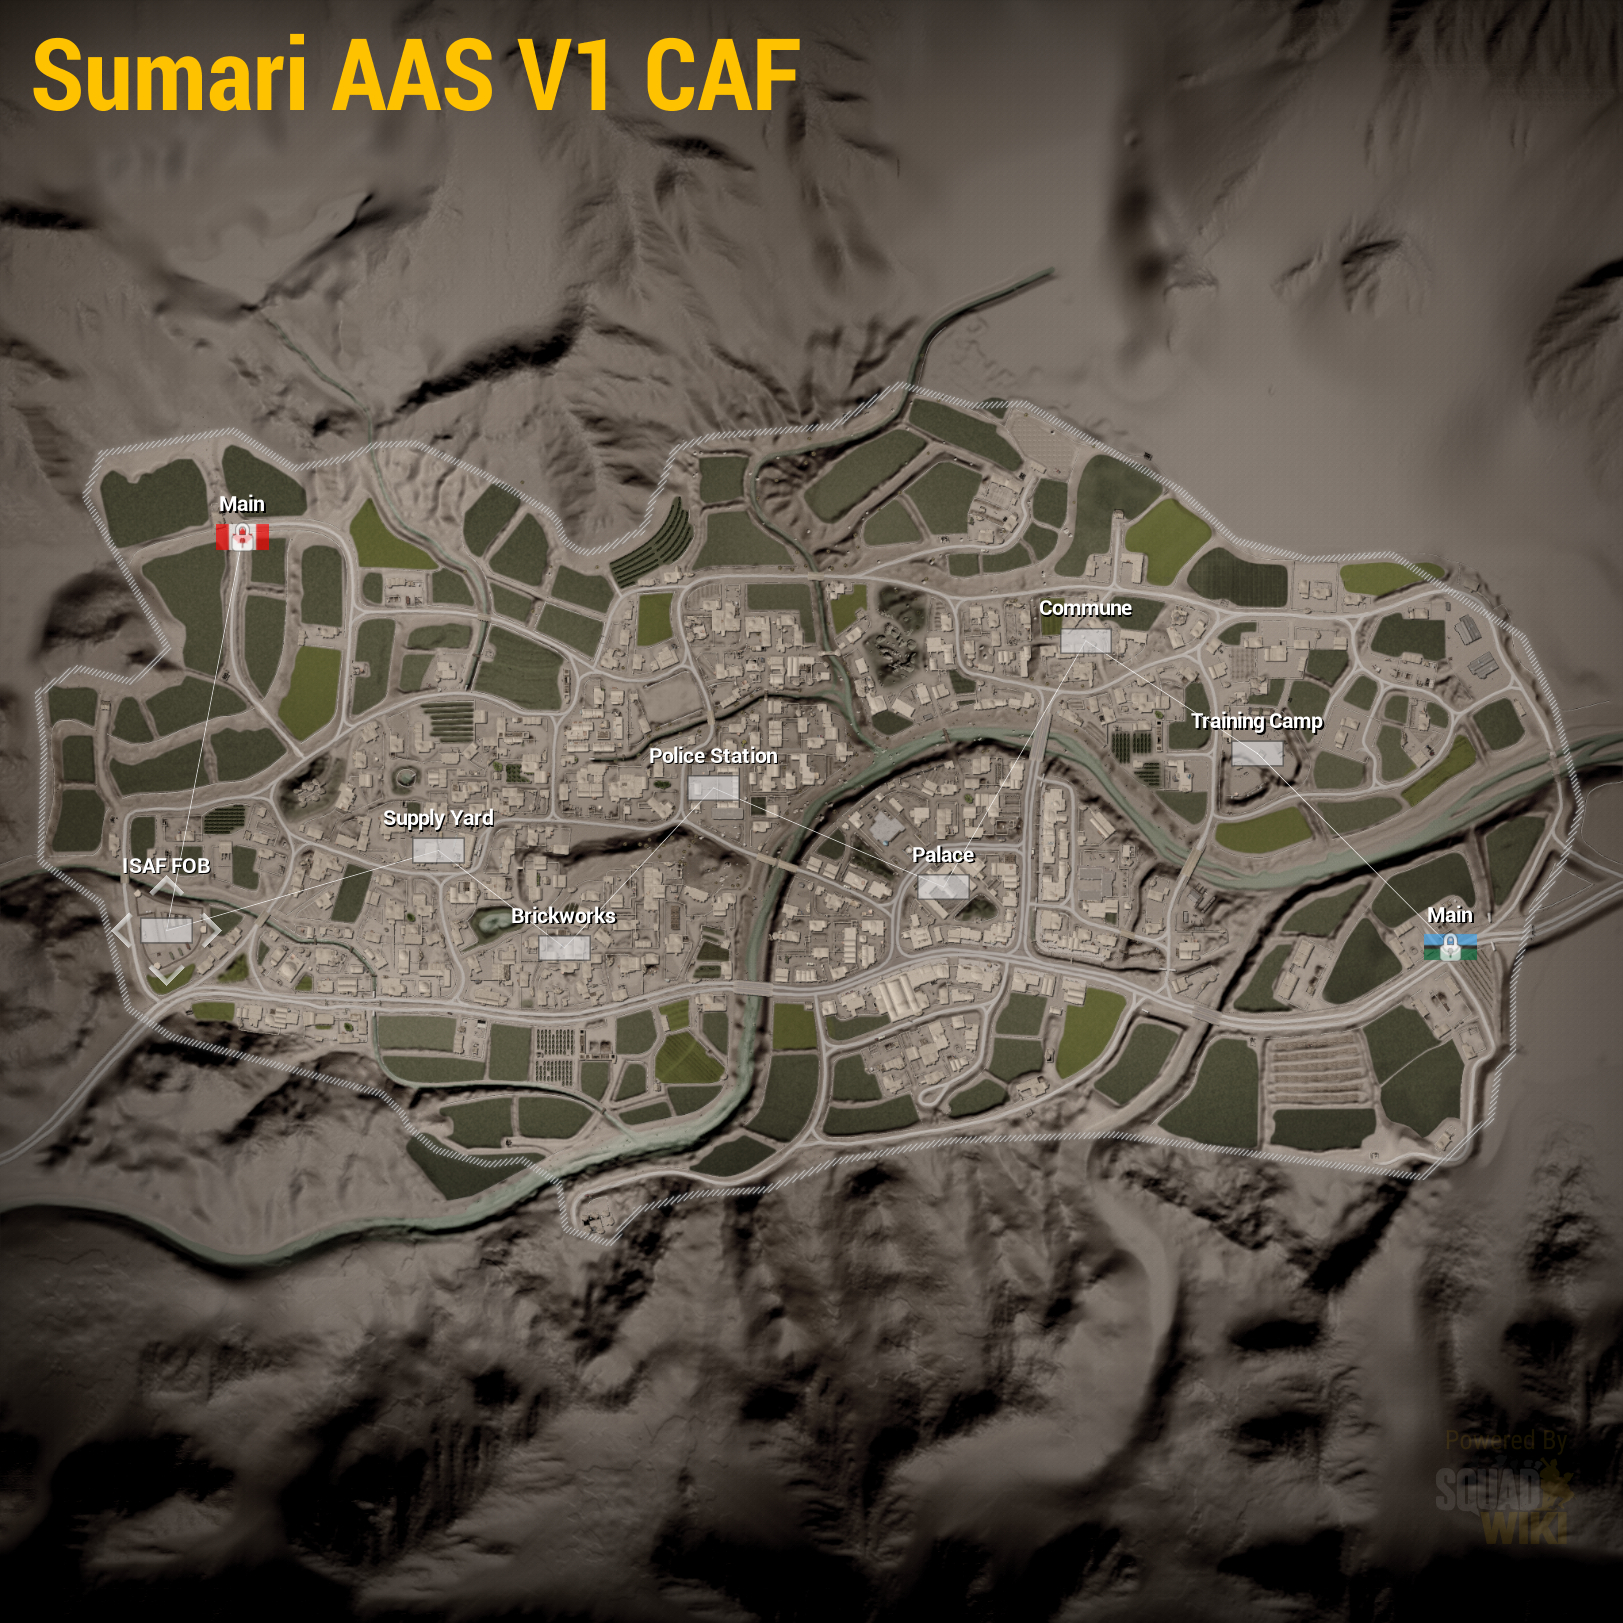 Sumari AAS V1 CAF
Main
Commune
Training Camp
Police Station
Supply Yard
Palace
ISAF FOB
Brickworks
Main
Powered By
SQUAD
WIKI